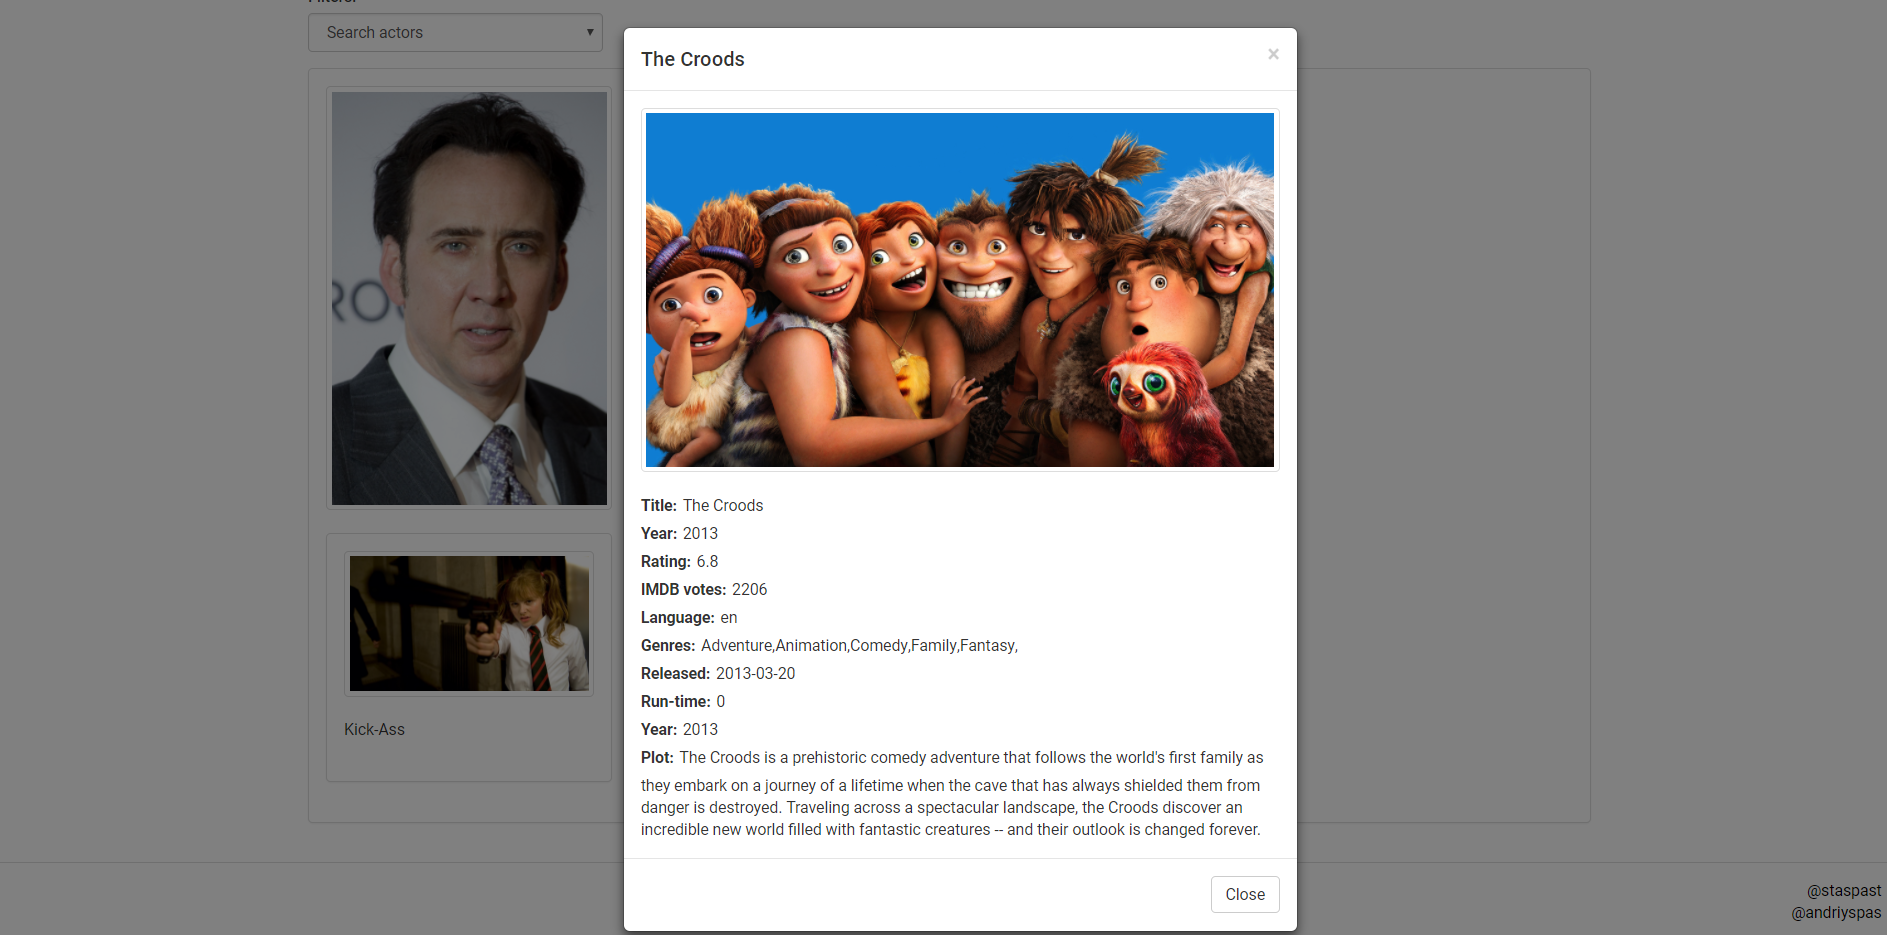 Search actors
The Croods
×
RO
Kick-Ass
Title: The Croods
Year: 2013
Rating: 6.8
IMDB votes: 2206
Language: en
Genres: Adventure,Animation,Comedy,Family,Fantasy,
Released: 2013-03-20
Run-time: 0
Year: 2013
Plot: The Croods is a prehistoric comedy adventure that follows the world's first family as
they embark on a journey of a lifetime when the cave that has always shielded them from
danger is destroyed. Traveling across a spectacular landscape, the Croods discover an
incredible new world filled with fantastic creatures -- and their outlook is changed forever.
Close
@staspast
@andriyspas